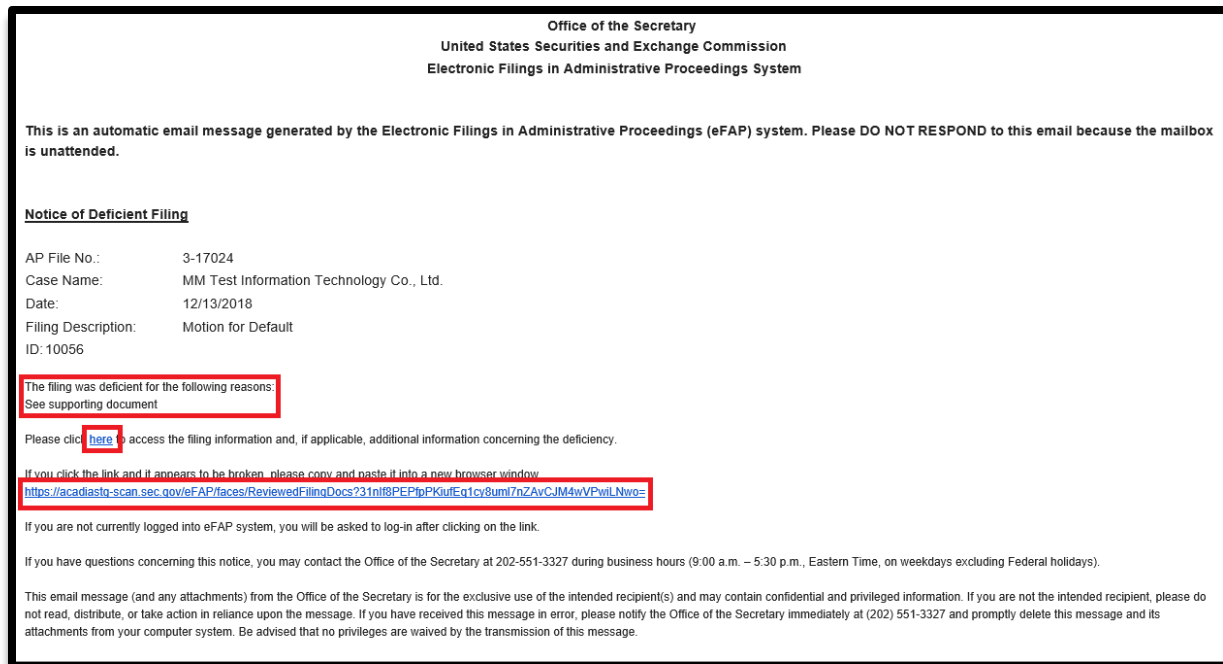 Office of the Secretary
United States Securities and Exchange Commission
Electronic Filings in Administrative Proceedings System
This is an automatic email message generated by the Electronic Filings in Administrative Proceedings (eFAP) system. Please DO NOT RESPOND to this email because the mailbox
is unattended.
Notice of Deficient Filing
AP File No.: 3-17024
Case Name: MM Test Information Technology Co., Ltd.
Date: 12/13/2018
Filing Description: Motion for Default
ID: 10056
The filing was deficient for the following reasons:
See supporting document
Please click here to access the filing information and, if applicable, additional information concerning the deficiency.
If you click the link and it appears to be broken, please copy and paste it into a new browser window
https://acadiastg-scan.sec.gov/eFAP/faces/ReviewedFilingDocs?31nIf8PEPfpPKiufEq1cy8umI7nZAvCJM4wVPwiLNwo=
If you are not currently logged into eFAP system, you will be asked to log-in after clicking on the link.
If you have questions concerning this notice, you may contact the Office of the Secretary at 202-551-3327 during business hours (9:00 a.m. – 5:30 p.m., Eastern Time, on weekdays excluding Federal holidays).
This email message (and any attachments) from the Office of the Secretary is for the exclusive use of the intended recipient(s) and may contain confidential and privileged information. If you are not the intended recipient, please do
not read, distribute, or take action in reliance upon the message. If you have received this message in error, please notify the Office of the Secretary immediately at (202) 551-3327 and promptly delete this message and its
attachments from your computer system. Be advised that no privileges are waived by the transmission of this message.